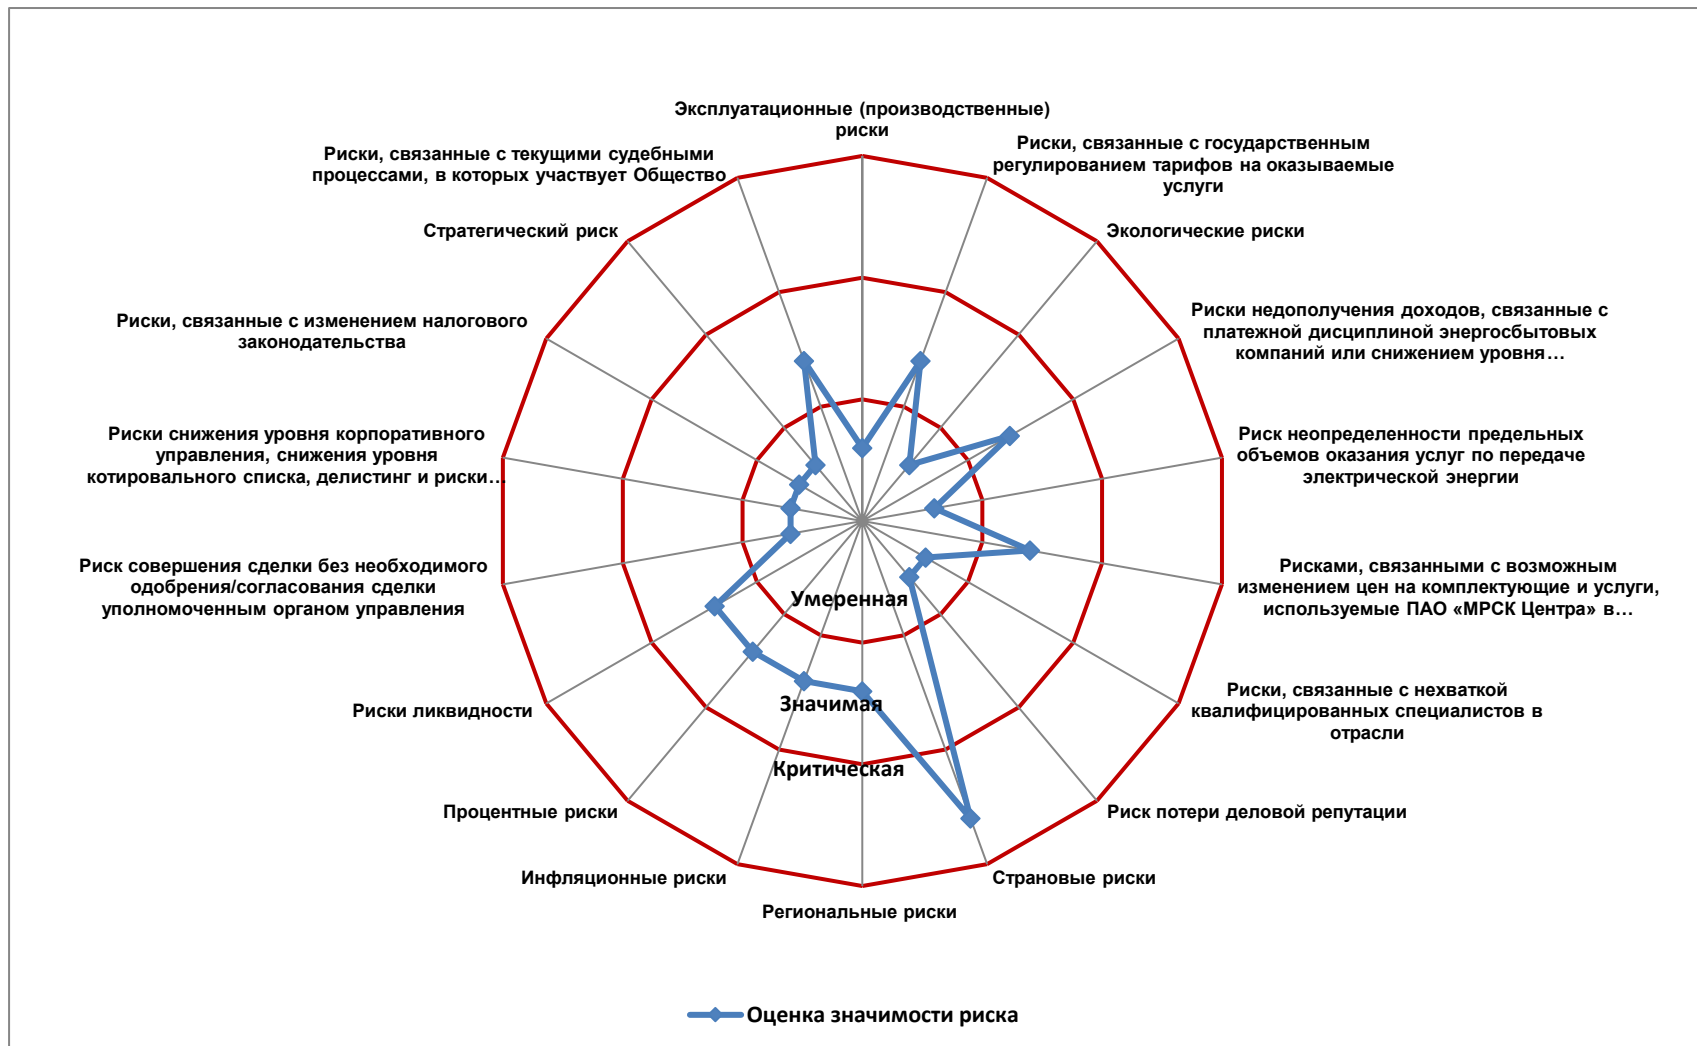 Эксплуатационные (производственные)
риски
Риски, связанные с государственным
регулированием тарифов на оказываемые
услуги
Экологические риски
Риски недополучения доходов, связанные с
платежной дисциплиной энергосбытовых
компаний или снижением уровня…
Риск неопределенности предельных
объемов оказания услуг по передаче
электрической энергии
Рисками, связанными с возможным
изменением цен на комплектующие и услуги,
используемые ПАО «МРСК Центра» в…
Риски, связанные с нехваткой
квалифицированных специалистов в
отрасли
Риск потери деловой репутации
Страновые риски
Региональные риски
Инфляционные риски
Процентные риски
Риски ликвидности
Риск совершения сделки без необходимого
одобрения/согласования сделки
уполномоченным органом управления
Риски снижения уровня корпоративного
управления, снижения уровня
котировального списка, делистинг и риски…
Риски, связанные с изменением налогового
законодательства
Стратегический риск
Риски, связанные с текущими судебными
процессами, в которых участвует Общество
Умеренная
Значимая
Критическая
Оценка значимости риска